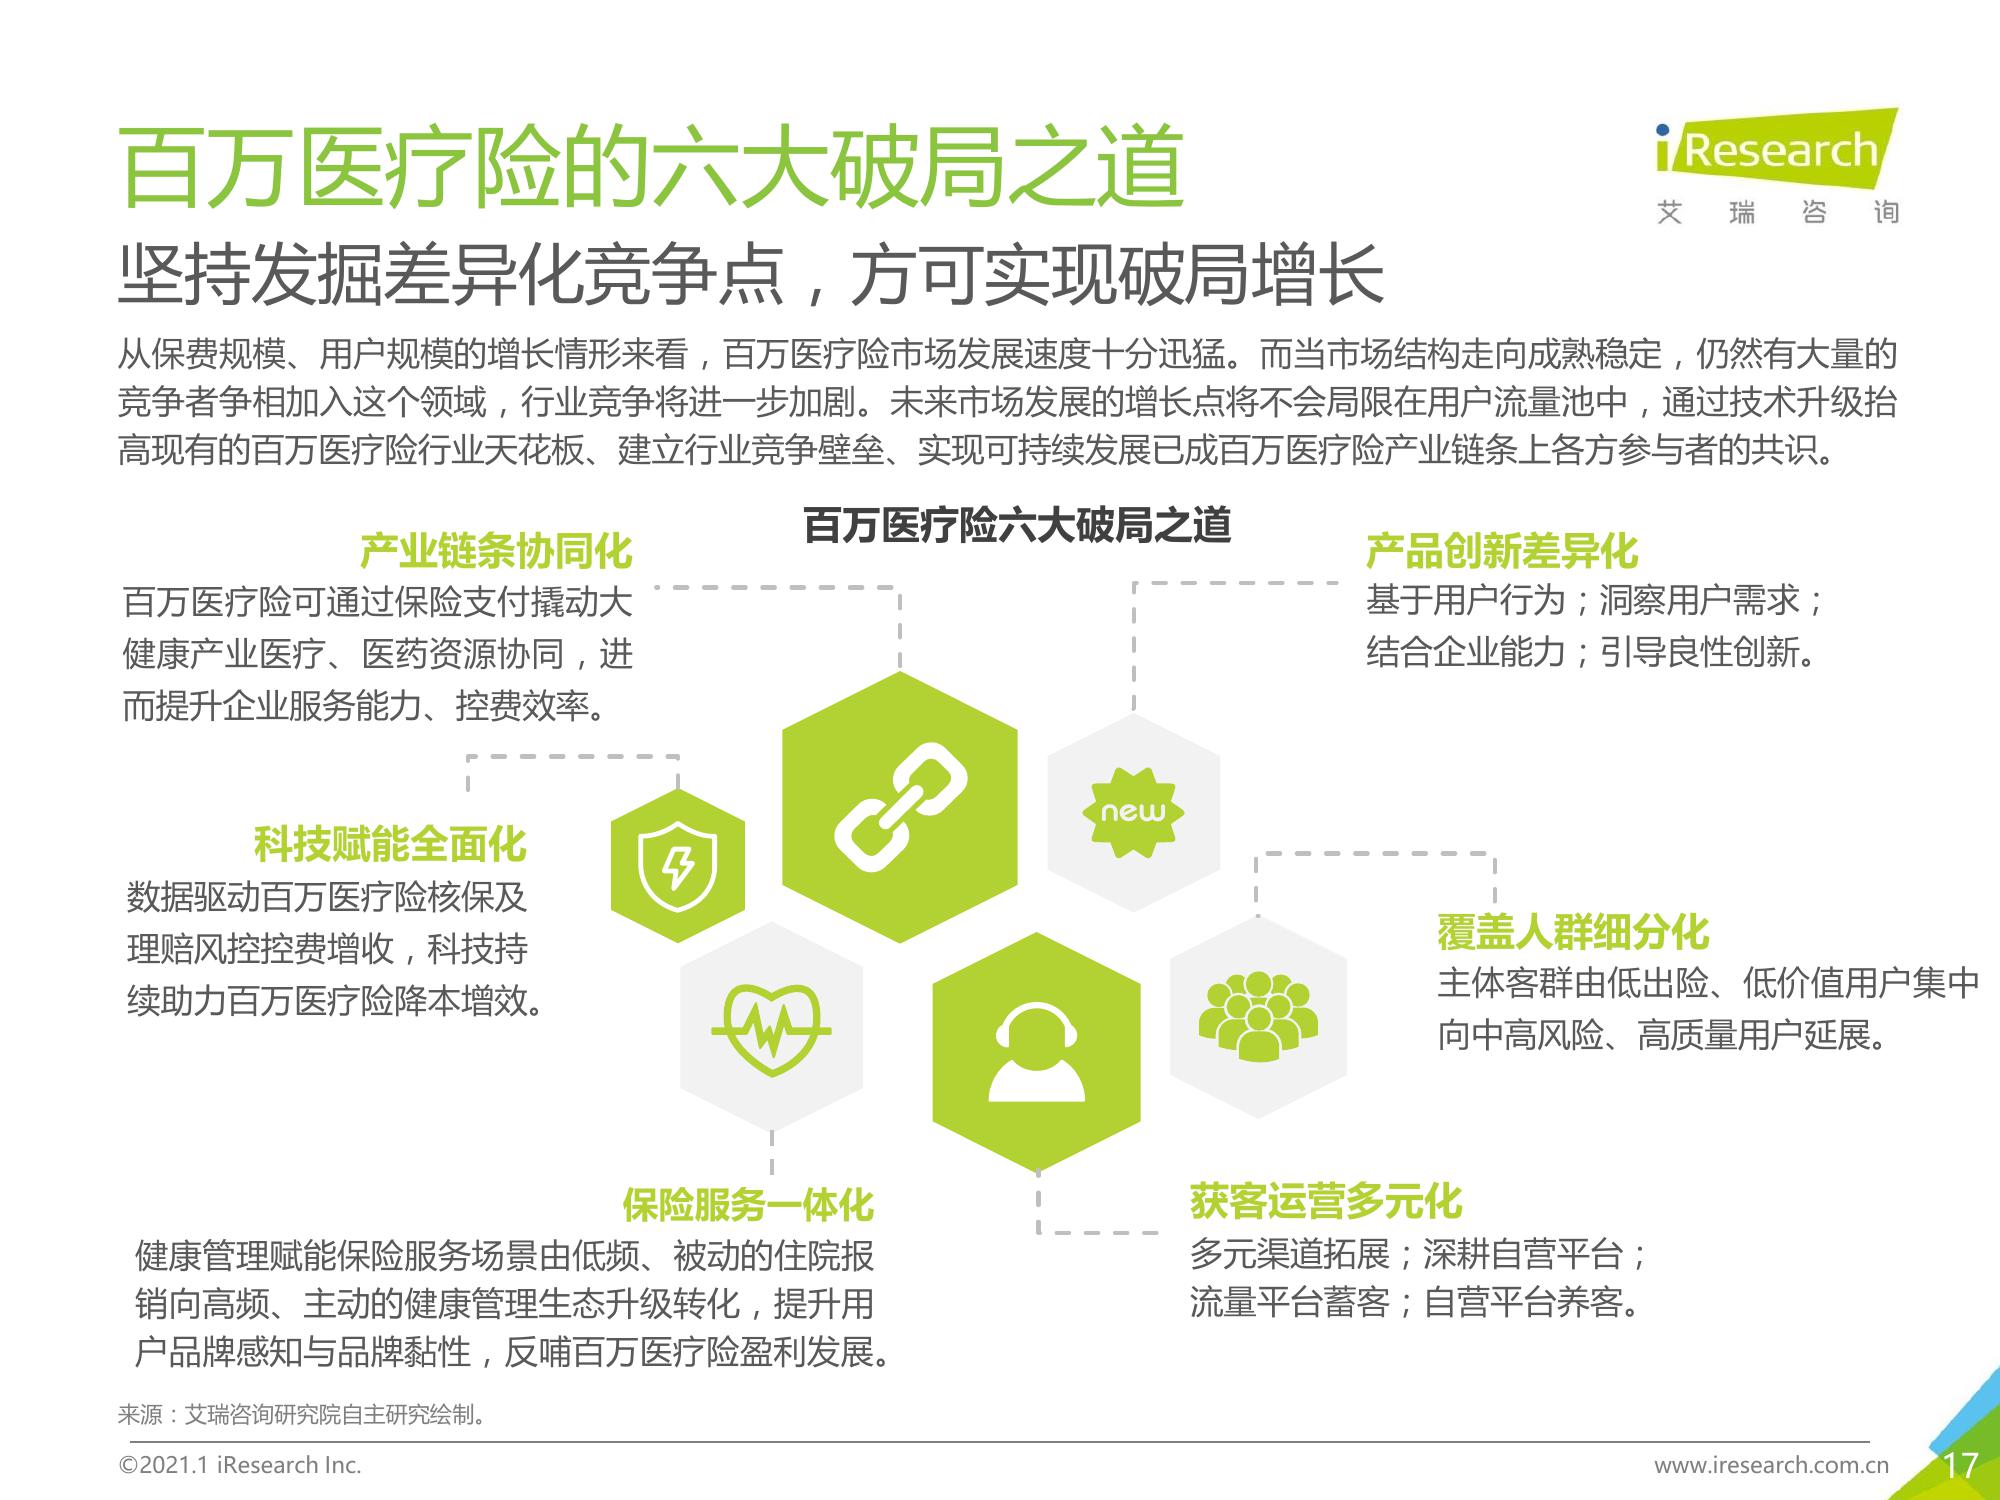 百万医疗险的六大破局之道
iResearch
艾瑞咨询
坚持发掘差异化竞争点，方可实现破局增长
从保费规模、用户规模的增长情形来看，百万医疗险市场发展速度十分迅猛。而当市场结构走向成熟稳定，仍然有大量的
竞争者争相加入这个领域，行业竞争将进一步加剧。未来市场发展的增长点将不会局限在用户流量池中，通过技术升级抬
高现有的百万医疗险行业天花板、建立行业竞争壁垒、实现可持续发展已成百万医疗险产业链条上各方参与者的共识。
百万医疗险六大破局之道
产业链条协同化
百万医疗险可通过保险支付撬动大
健康产业医疗、医药资源协同，进
而提升企业服务能力、控费效率。
产品创新差异化
基于用户行为；洞察用户需求；
结合企业能力；引导良性创新。
new
科技赋能全面化
数据驱动百万医疗险核保及
理赔风控控费增收，科技持
续助力百万医疗险降本增效。
覆盖人群细分化
主体客群由低出险、低价值用户集中
向中高风险、高质量用户延展。
保险服务一体化
健康管理赋能保险服务场景由低频、被动的住院报
销向高频、主动的健康管理生态升级转化，提升用
户品牌感知与品牌黏性，反哺百万医疗险盈利发展。
获客运营多元化
多元渠道拓展；深耕自营平台；
流量平台蓄客；自营平台养客。
来源：艾瑞咨询研究院自主研究绘制。
©2021.1 iResearch Inc.
www.iresearch.com.cn
17